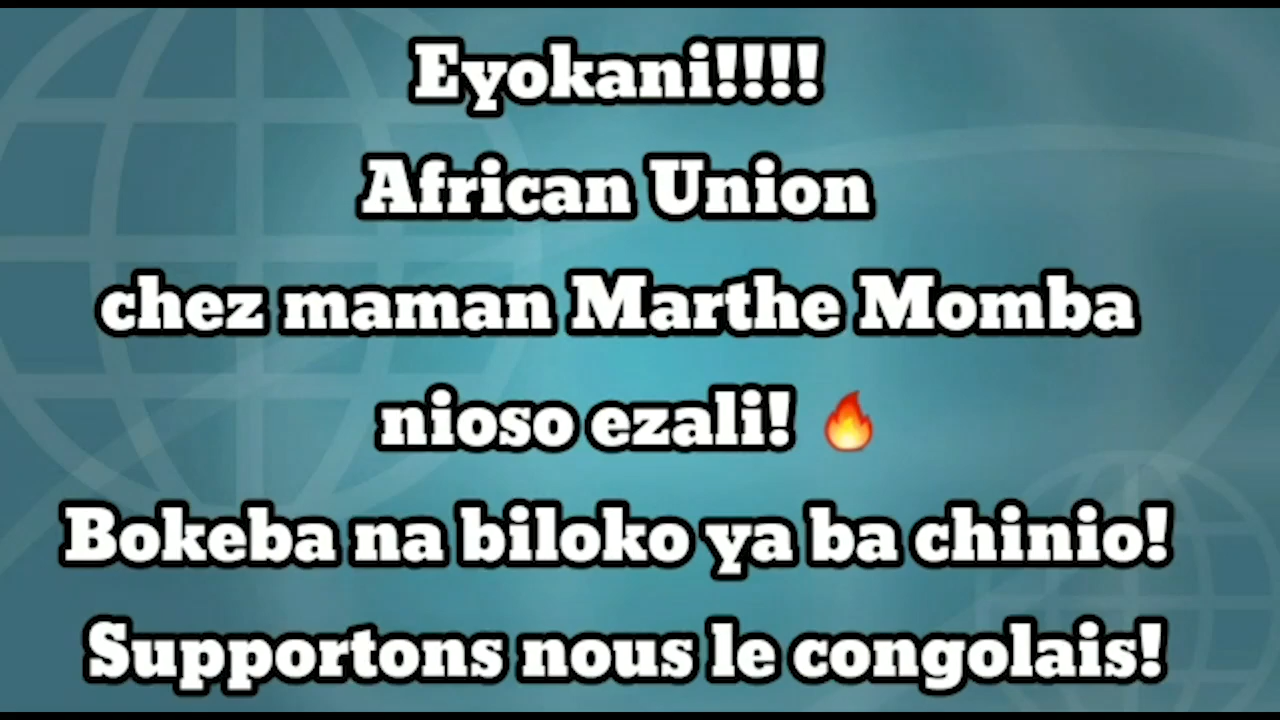 Eyokani!!!!
African Union
chez maman Marthe Momba
nioso ezali! 🔥
Bokeba na biloko ya ba chinio!
Supportons nous le congolais!